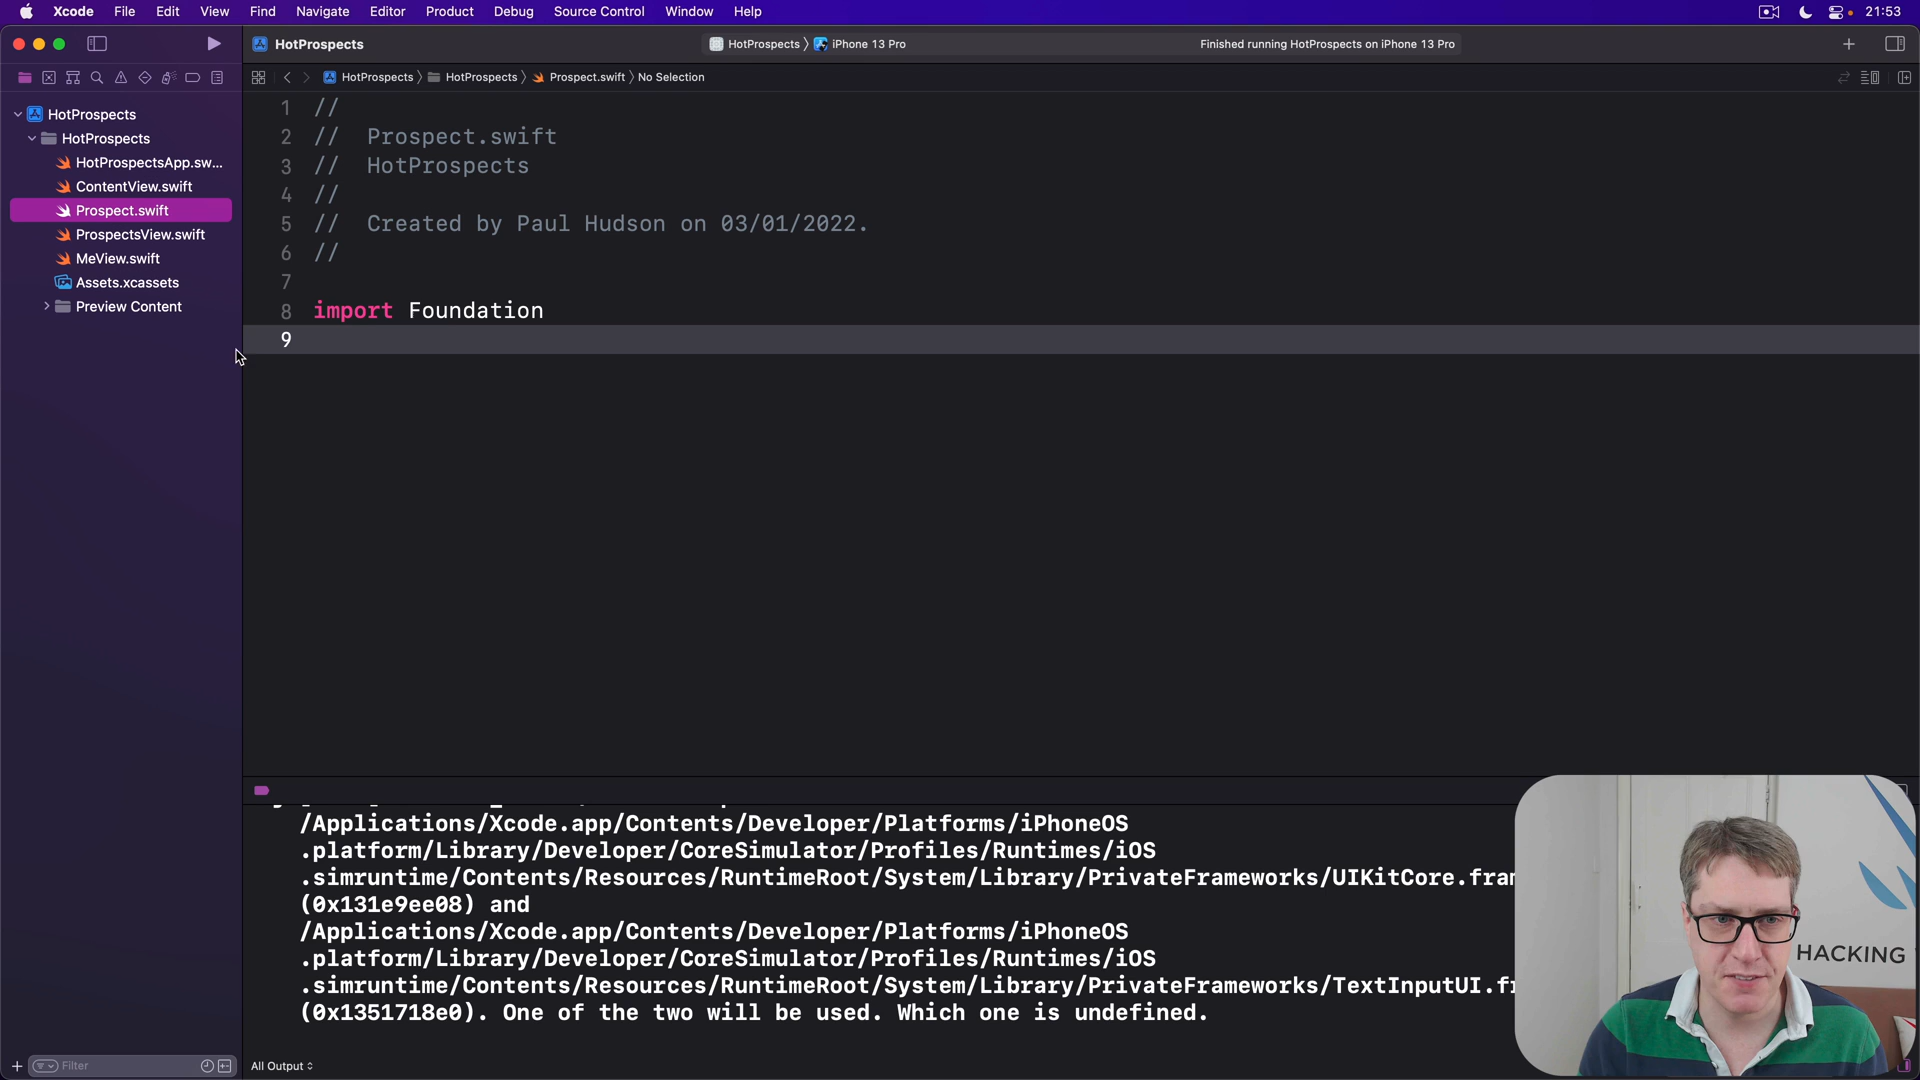 Xcode File Edit View Find Navigate Editor Product Debug Source Control Window Help 21:53
HotProspects HotProspects iPhone 13 Pro Finished running HotProspects on iPhone 13 Pro
HotProspects HotProspects Prospect.swift No Selection
HotProspects
HotProspects
HotProspectsApp.sw...
ContentView.swift
Prospect.swift
ProspectsView.swift
MeView.swift
Assets.xcassets
Preview Content
1 //
2 // Prospect.swift
3 // HotProspects
4 //
5 // Created by Paul Hudson on 03/01/2022.
6 //
7
8 import Foundation
9
/Applications/Xcode.app/Contents/Developer/Platforms/iPhoneOS
.platform/Library/Developer/CoreSimulator/Profiles/Runtimes/iOS
.simruntime/Contents/Resources/RuntimeRoot/System/Library/PrivateFrameworks/UIKitCore.fram
(0x131e9ee08) and
/Applications/Xcode.app/Contents/Developer/Platforms/iPhoneOS
.platform/Library/Developer/CoreSimulator/Profiles/Runtimes/iOS
.simruntime/Contents/Resources/RuntimeRoot/System/Library/PrivateFrameworks/TextInputUI.fr
(0x1351718e0). One of the two will be used. Which one is undefined.
HACKING
Filter
All Output